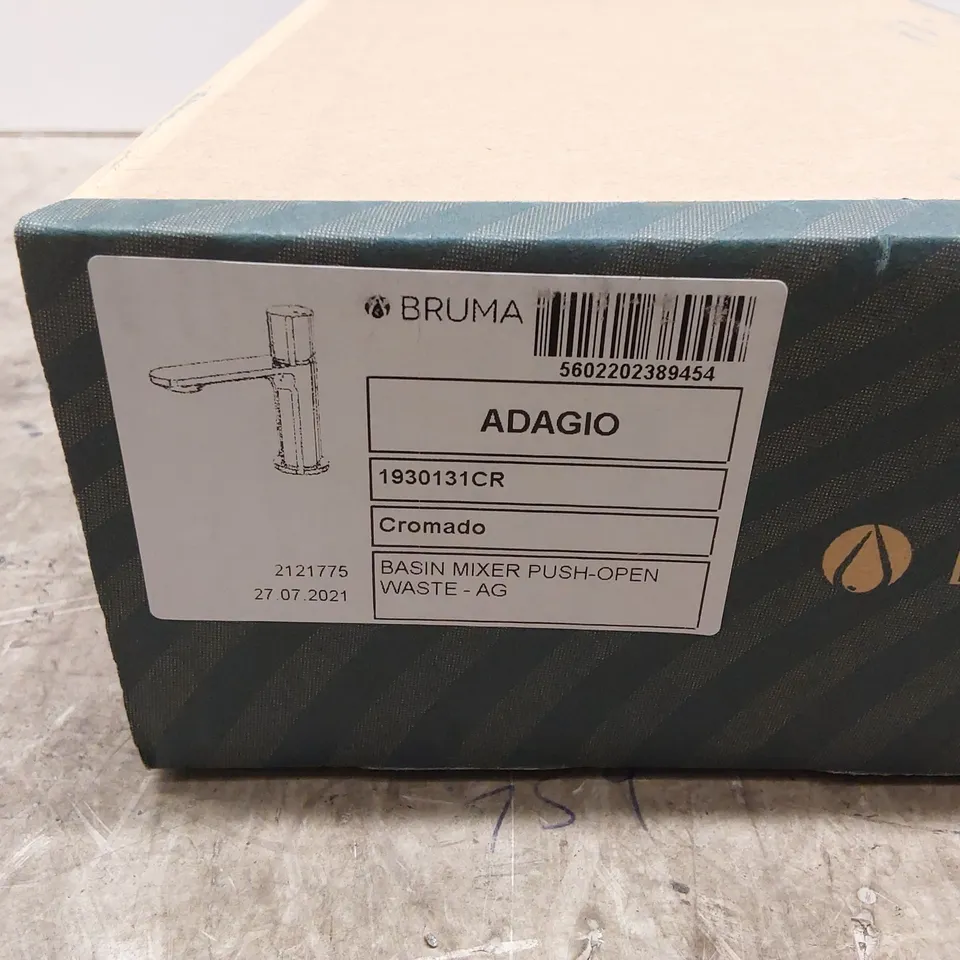 BRUMA
5602202389454
ADAGIO
1930131CR
Cromado
BASIN MIXER PUSH-OPEN
WASTE - AG
2121775
27.07.2021